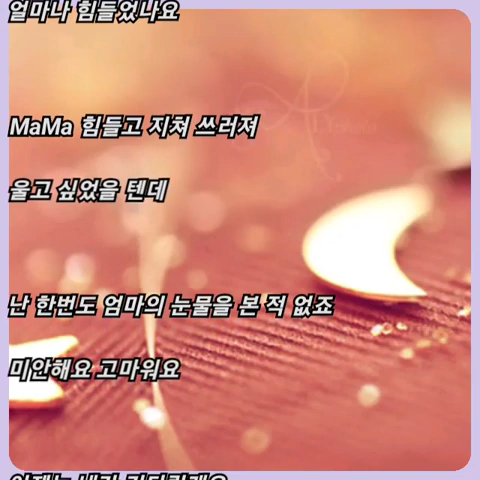 얼마나 힘들었나요
MaMa 힘들고 지쳐 쓰러져
울고 싶었을 텐데
난 한번도 엄마의 눈물을 본 적 없죠
미안해요 고마워요